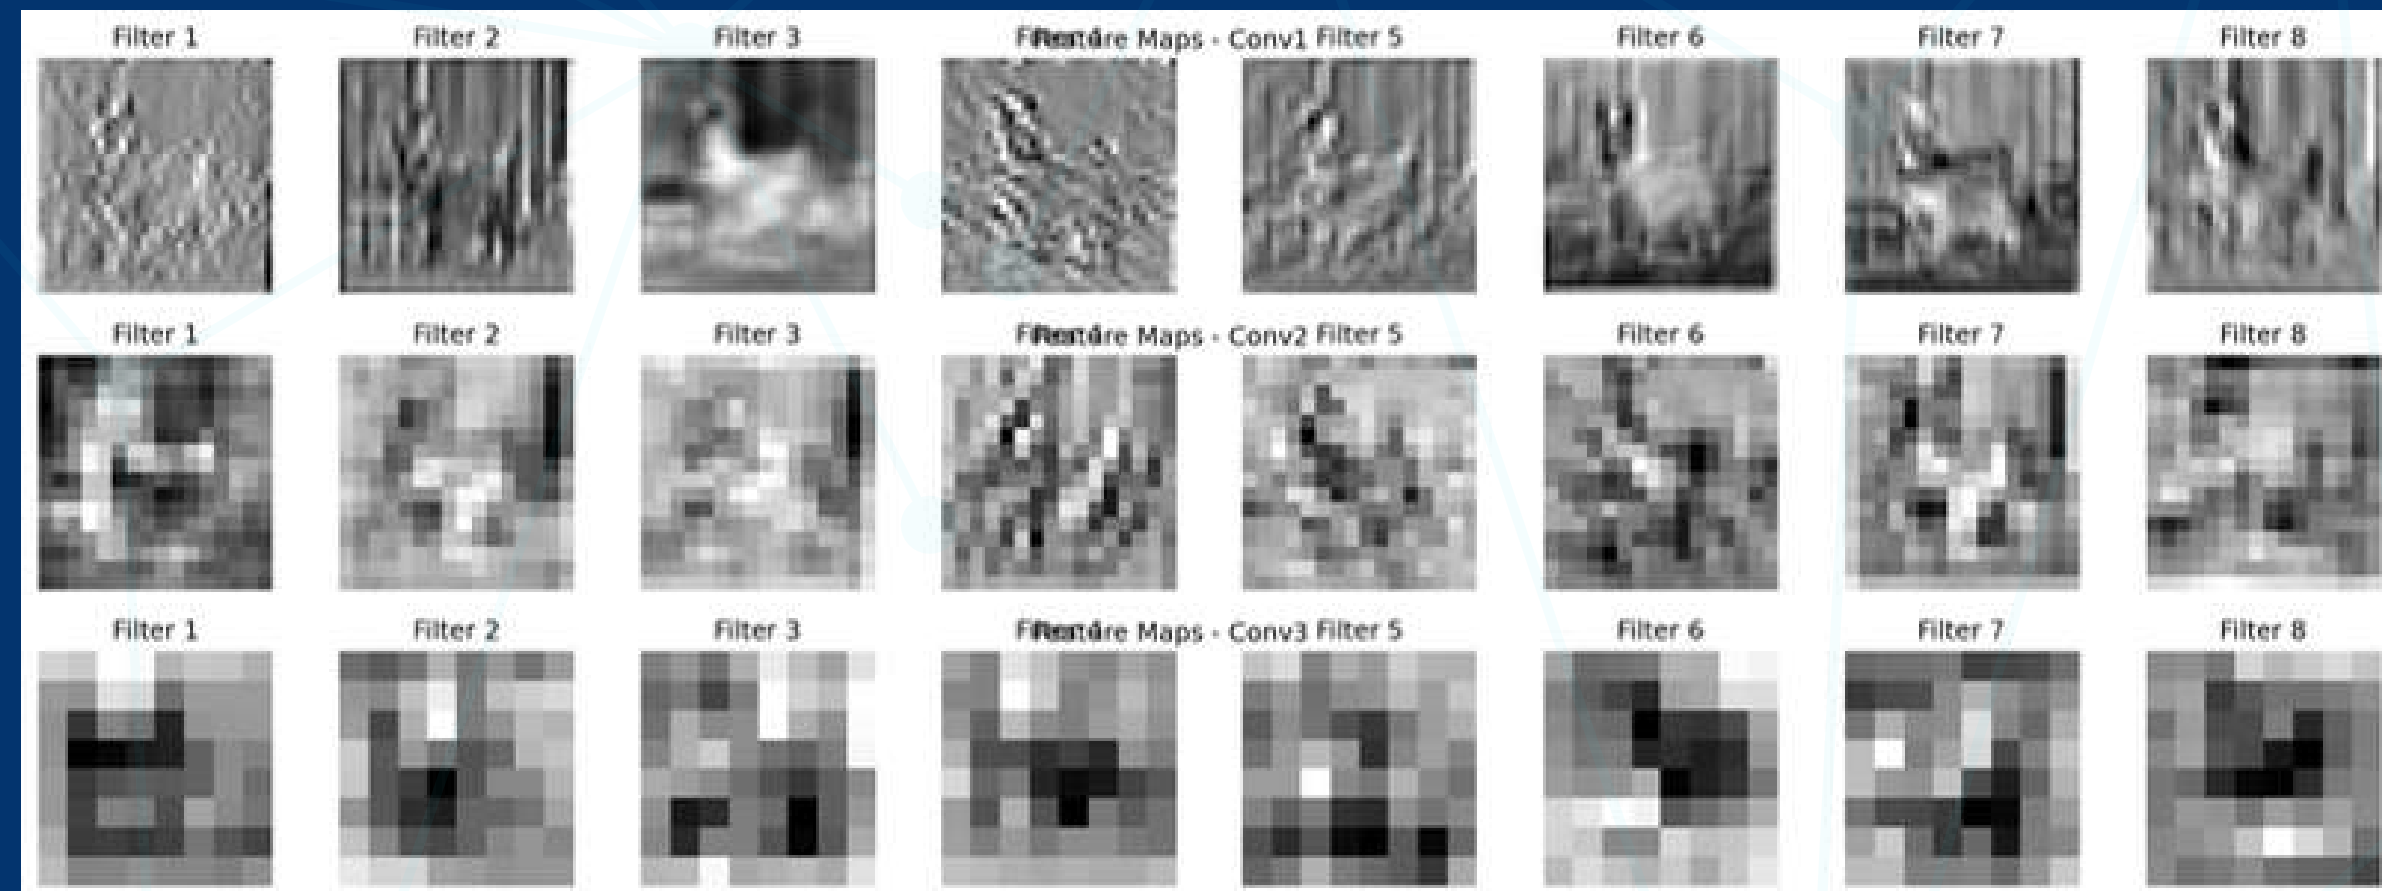 Filter 1 Filter 2 Filter 3 Feature Maps - Conv1 Filter 5 Filter 6 Filter 7 Filter 8
Filter 1 Filter 2 Filter 3 Feature Maps - Conv2 Filter 5 Filter 6 Filter 7 Filter 8
Filter 1 Filter 2 Filter 3 Feature Maps - Conv3 Filter 5 Filter 6 Filter 7 Filter 8